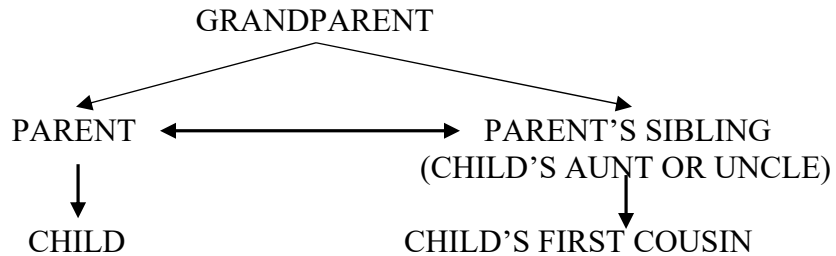 GRANDPARENT
PARENT PARENT’S SIBLING
(CHILD’S AUNT OR UNCLE)
CHILD CHILD’S FIRST COUSIN